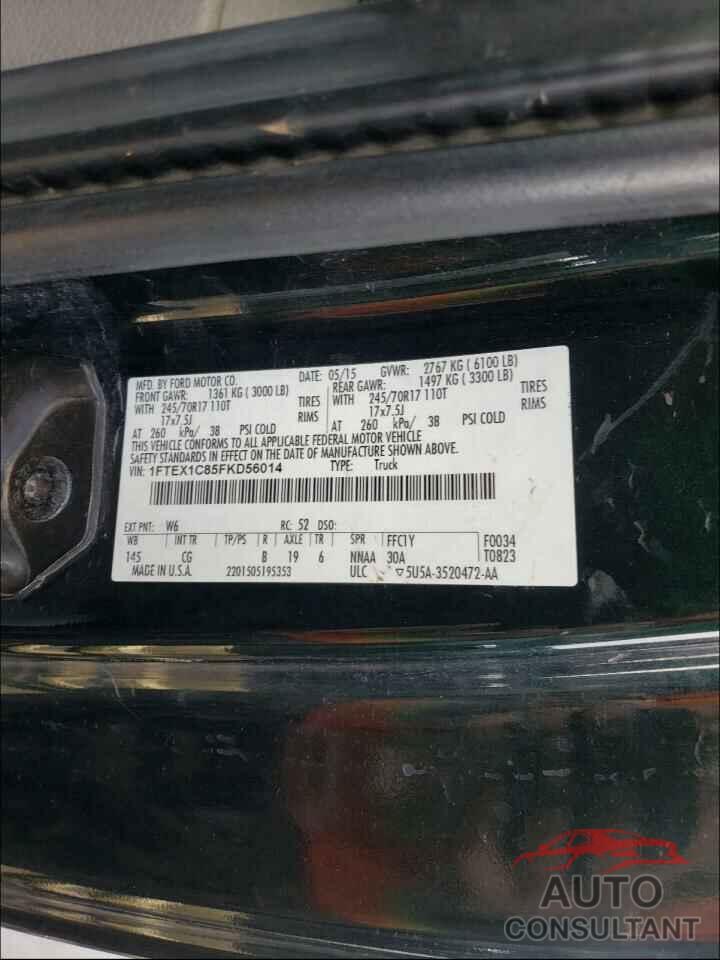 MFD. BY FORD MOTOR CO. DATE: 05/15 GVWR: 2767 KG ( 6100 LB)
FRONT GAWR: 1361 KG ( 3000 LB) REAR GAWR: 1497 KG ( 3300 LB)
WITH 245/70R17 110T TIRES WITH 245/70R17 110T TIRES
17x7.5J RIMS 17x7.5J RIMS
AT 260 kPa/ 38 PSI COLD AT 260 kPa/ 38 PSI COLD
THIS VEHICLE CONFORMS TO ALL APPLICABLE FEDERAL MOTOR VEHICLE
SAFETY STANDARDS IN EFFECT ON THE DATE OF MANUFACTURE SHOWN ABOVE.
VIN: 1FTEX1C85FKD56014 TYPE: Truck
EXT PNT: W6 RC: 52 DSO:
WB INT TR TP/PS R AXLE TR SPR FFC1Y F0034
145 CG B 19 6 NNAA 30A T0823
MADE IN U.S.A. 2201505195353 ULC ▽5U5A-3520472-AA
AUTO
CONSULTANT